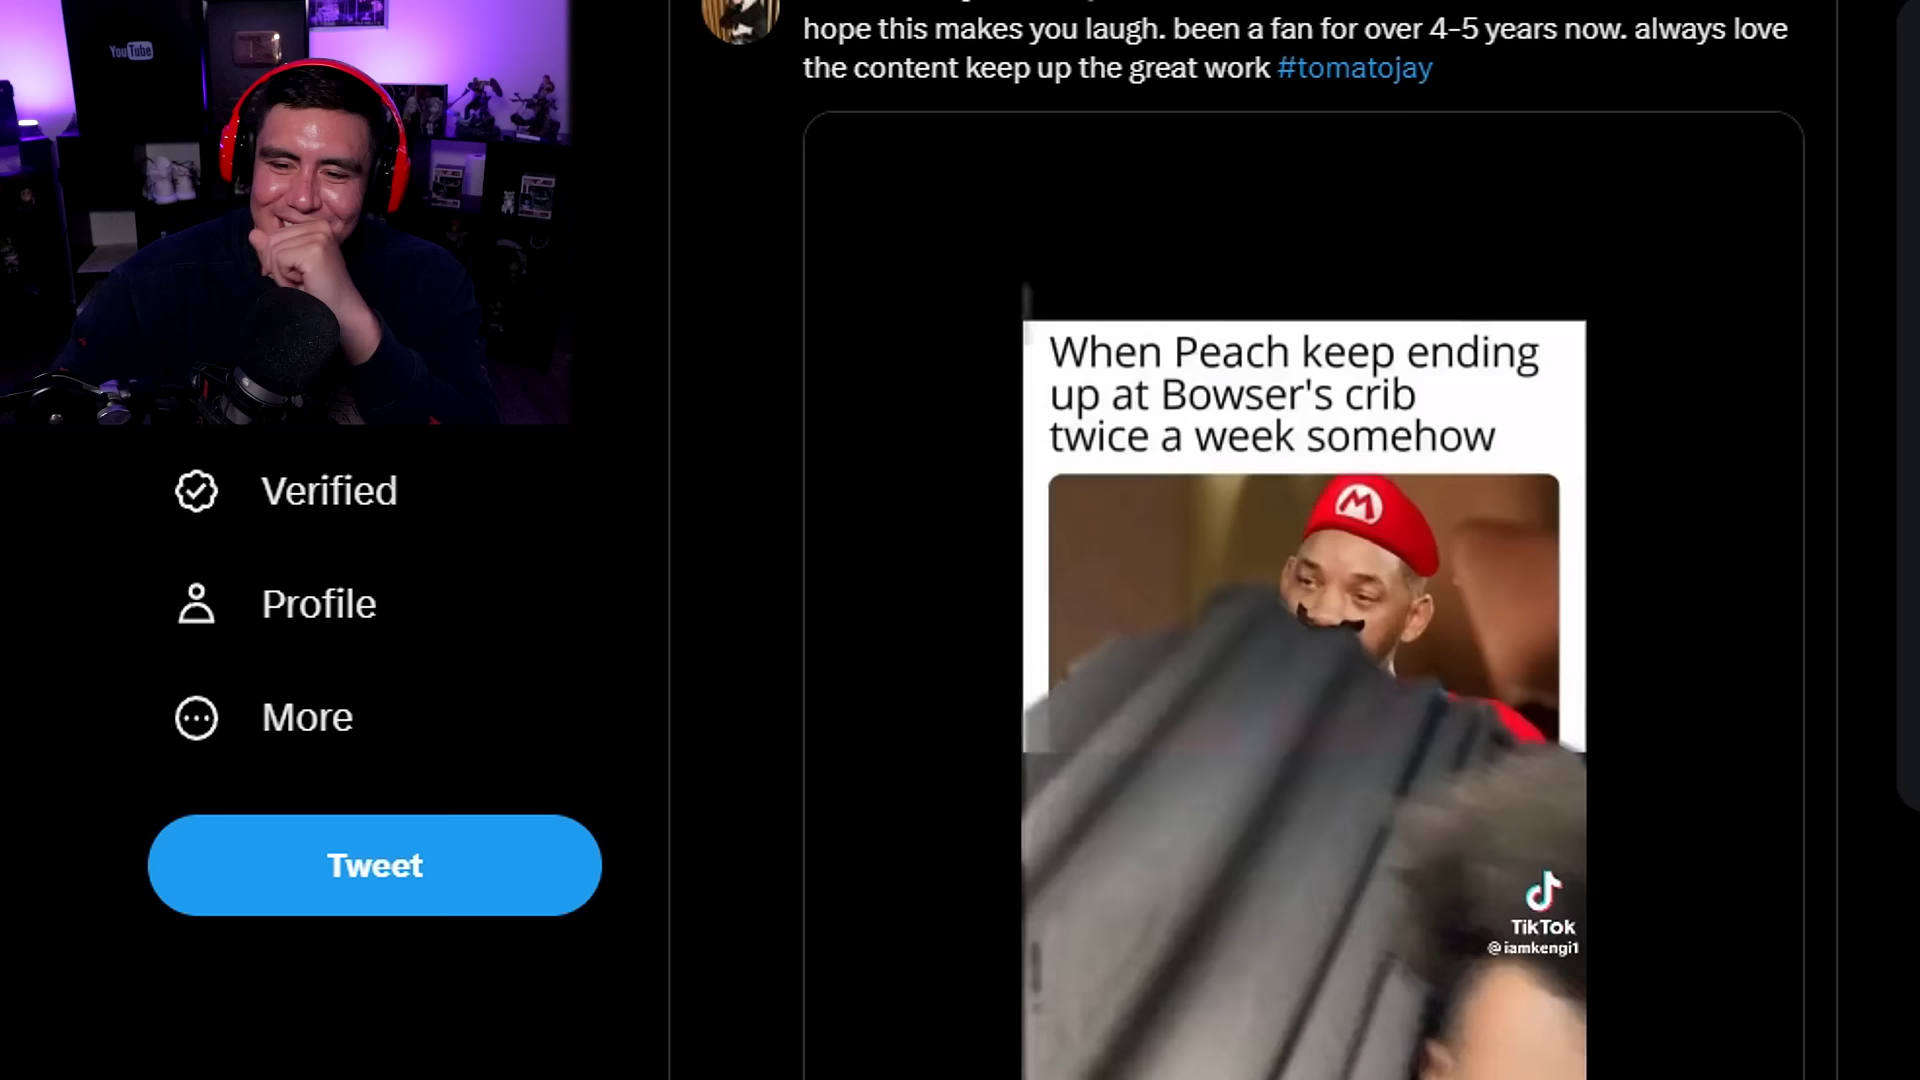 YouTube
hope this makes you laugh. been a fan for over 4-5 years now. always love
the content keep up the great work #tomatojay
When Peach keep ending
up at Bowser's crib
twice a week somehow
M
Verified
Profile
More
Tweet
TikTok
@iamkengi1